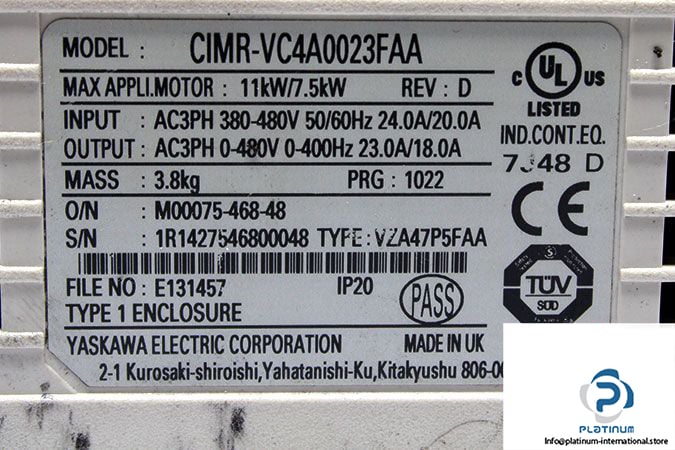 MODEL : CIMR-VC4A0023FAA
MAX APPLI.MOTOR : 11kW/7.5kW REV : D
INPUT : AC3PH 380-480V 50/60Hz 24.0A/20.0A
OUTPUT : AC3PH 0-480V 0-400Hz 23.0A/18.0A
MASS : 3.8kg PRG : 1022
O/N : M00075-468-48
S/N : 1R1427546800048 TYPE : VZA47P5FAA
FILE NO : E131457 IP20
TYPE 1 ENCLOSURE
PASS
YASKAWA ELECTRIC CORPORATION MADE IN UK
2-1 Kurosaki-shiroishi,Yahatanishi-Ku,Kitakyushu
C UL US
LISTED
IND.CONT.EQ.
7J48 D
CE
TÜV
SÜD
PLATINUM
Info@platinum-international.store